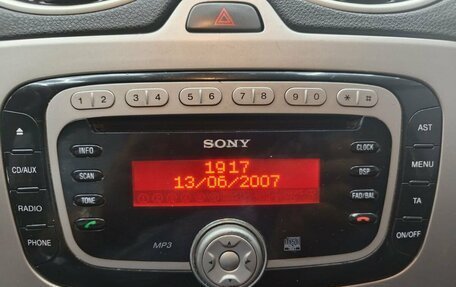 1 2 3 4 5 6 7 8 9 0 * #
SONY
INFO
CLOCK
AST
1917
13/06/2007
CD/AUX
SCAN
DSP
MENU
RADIO
TONE
FAD/BAL
TA
PHONE
MP3
ON/OFF